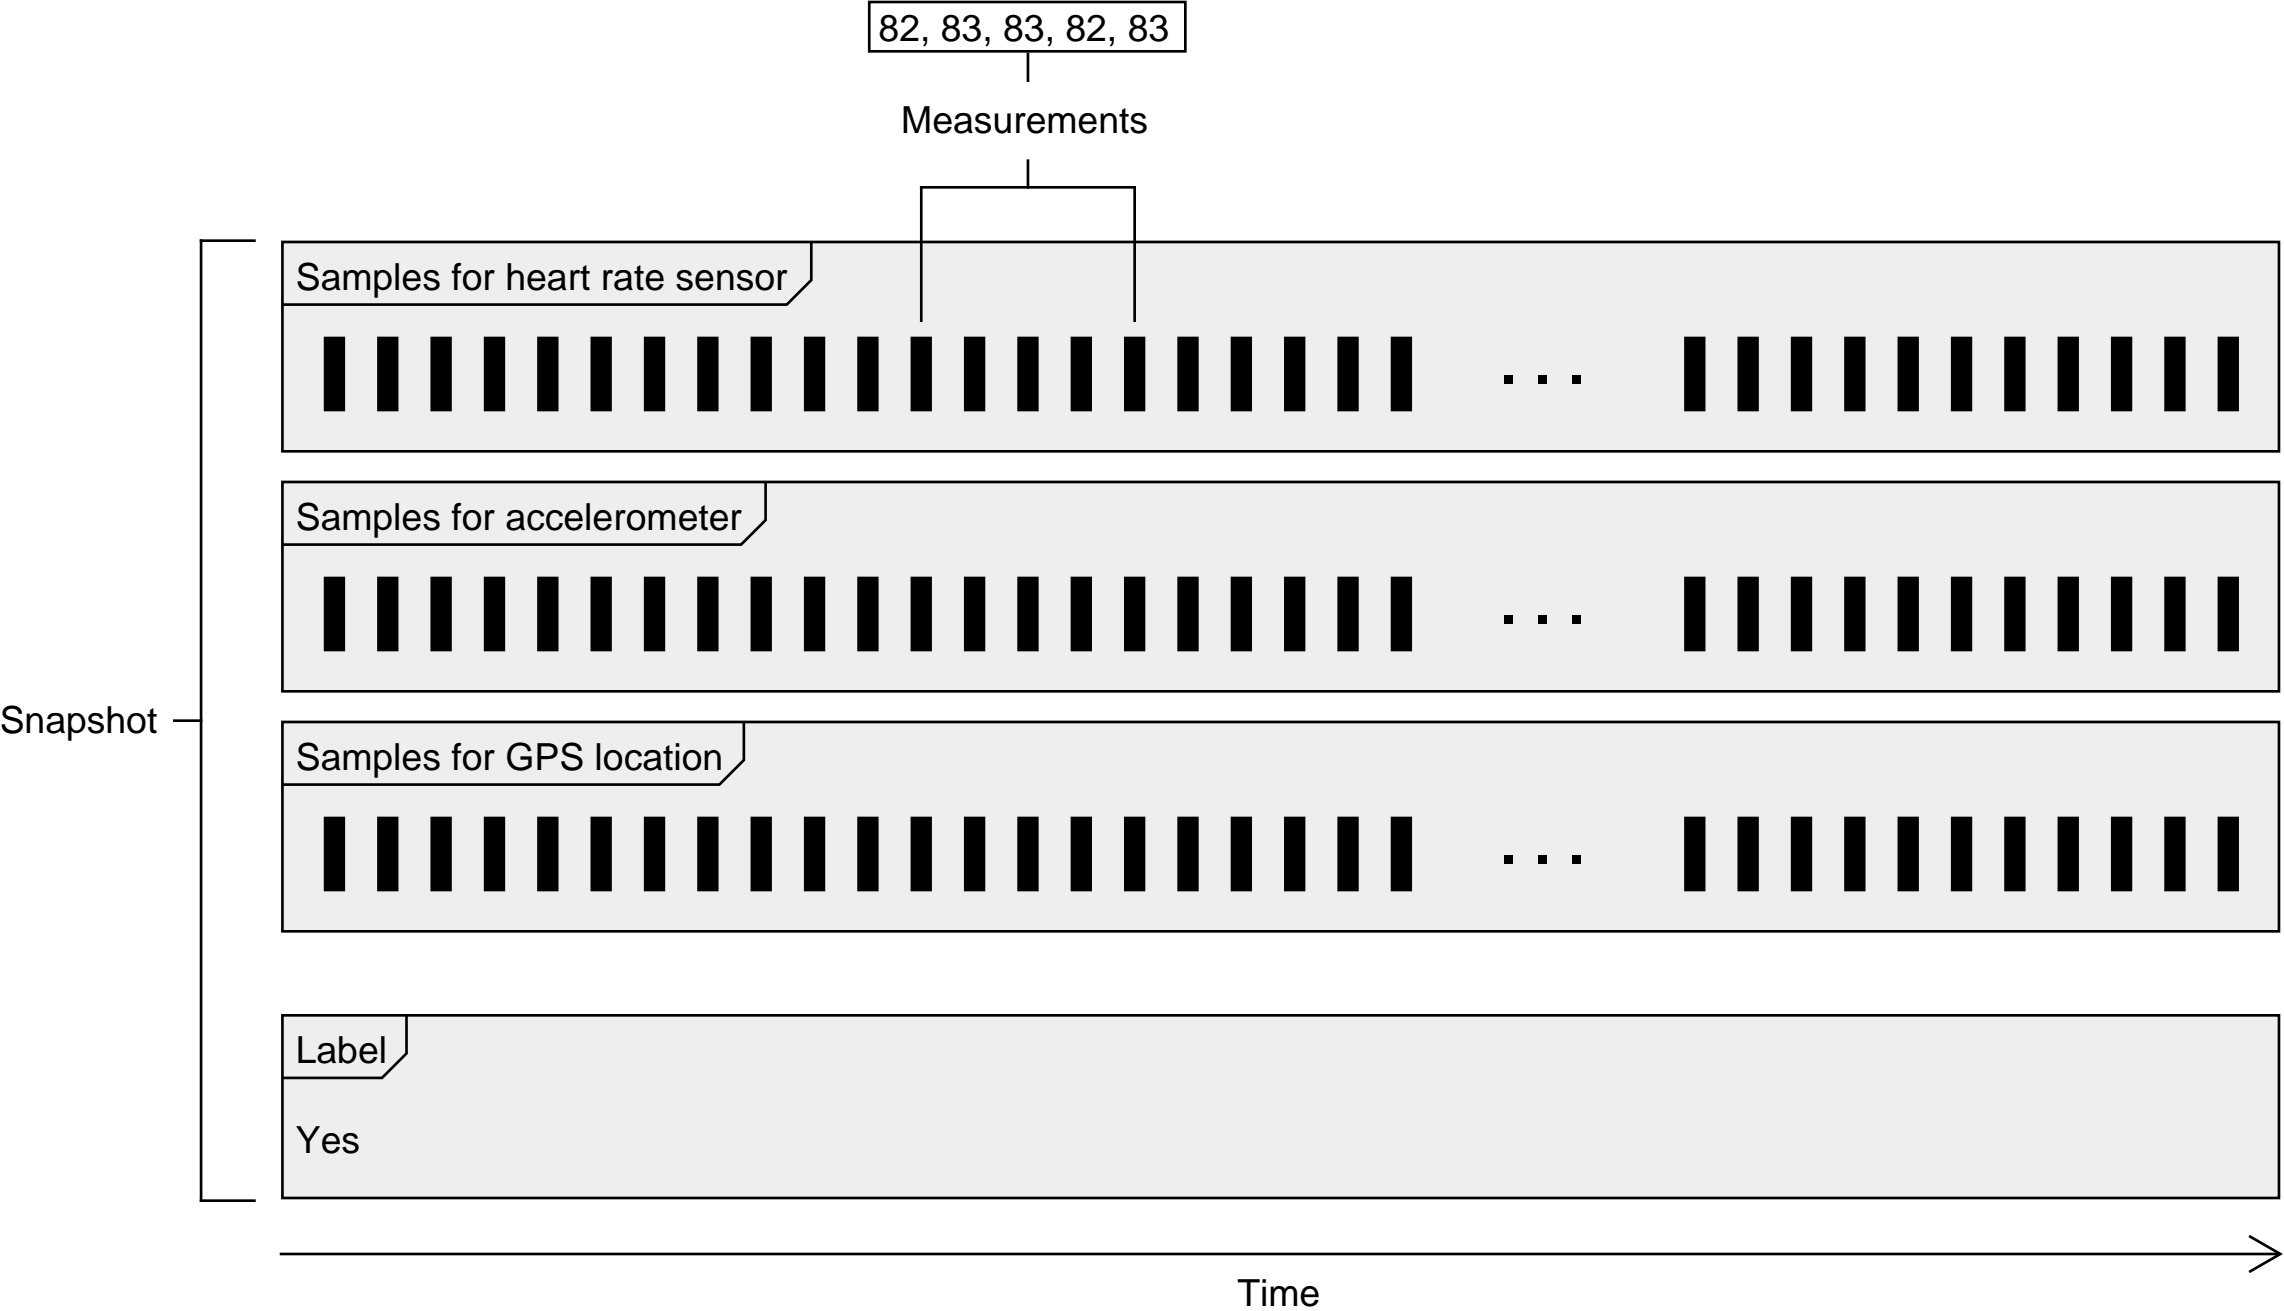 82, 83, 83, 82, 83
Measurements
Samples for heart rate sensor
. . .
Samples for accelerometer
. . .
Snapshot
Samples for GPS location
. . .
Label
Yes
Time